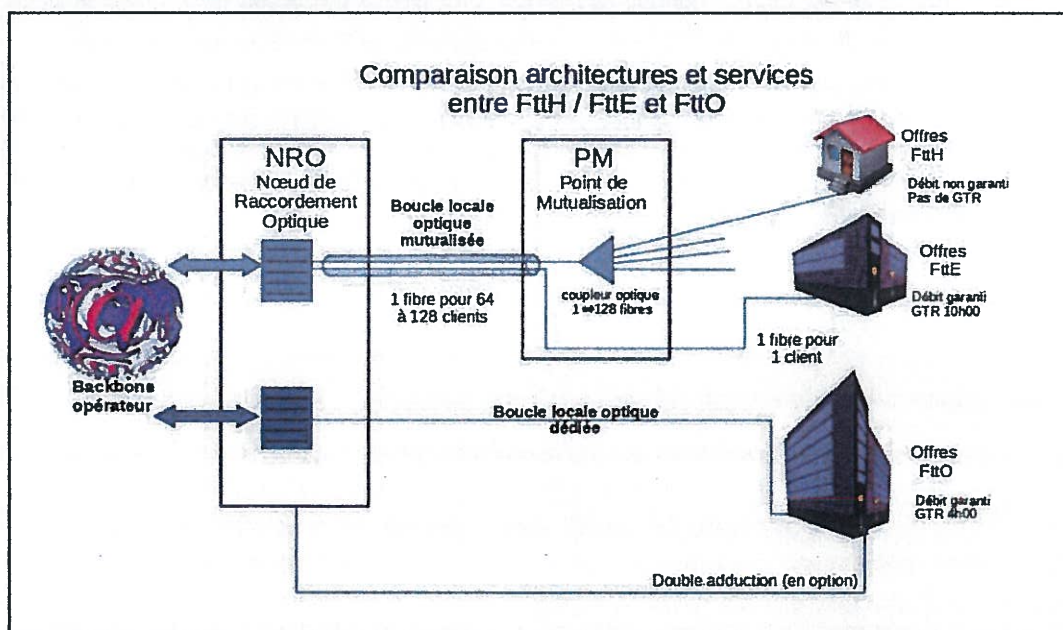 Comparaison architectures et services
entre FttH / FttE et FttO
NRO
Nœud de
Raccordement
Optique
Boucle locale
optique
mutualisée
1 fibre pour 64
à 128 clients
PM
Point de
Mutualisation
coupleur optique
1 ⇔128 fibres
Offres
FttH
Débit non garanti
Pas de GTR
Offres
FttE
Débit garanti
GTR 10h00
1 fibre pour
1 client
Backbone
opérateur
Boucle locale optique
dédiée
Offres
FttO
Débit garanti
GTR 4h00
Double adduction (en option)